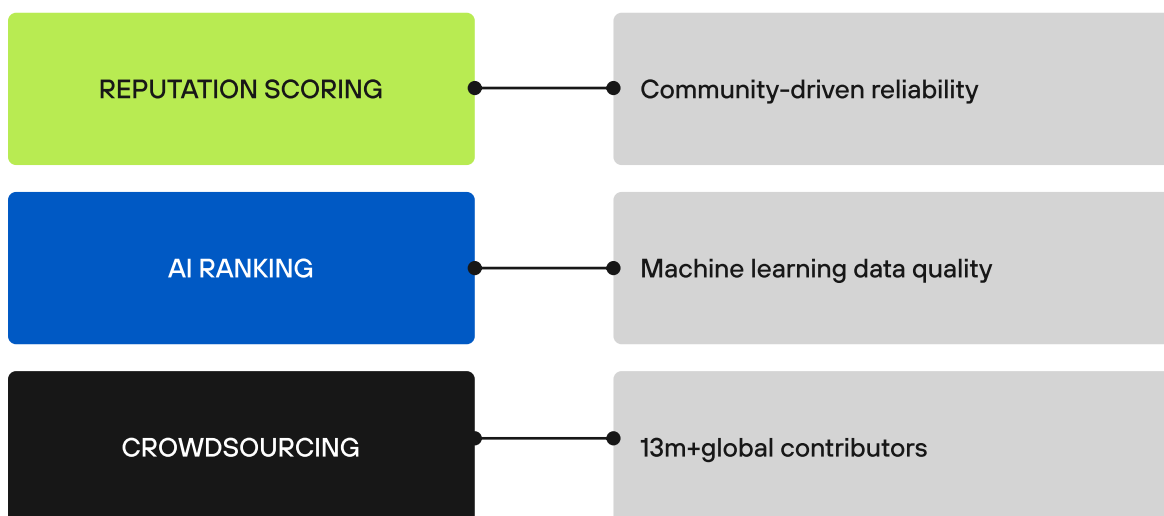 REPUTATION SCORING
Community-driven reliability
AI RANKING
Machine learning data quality
CROWDSOURCING
13m+global contributors